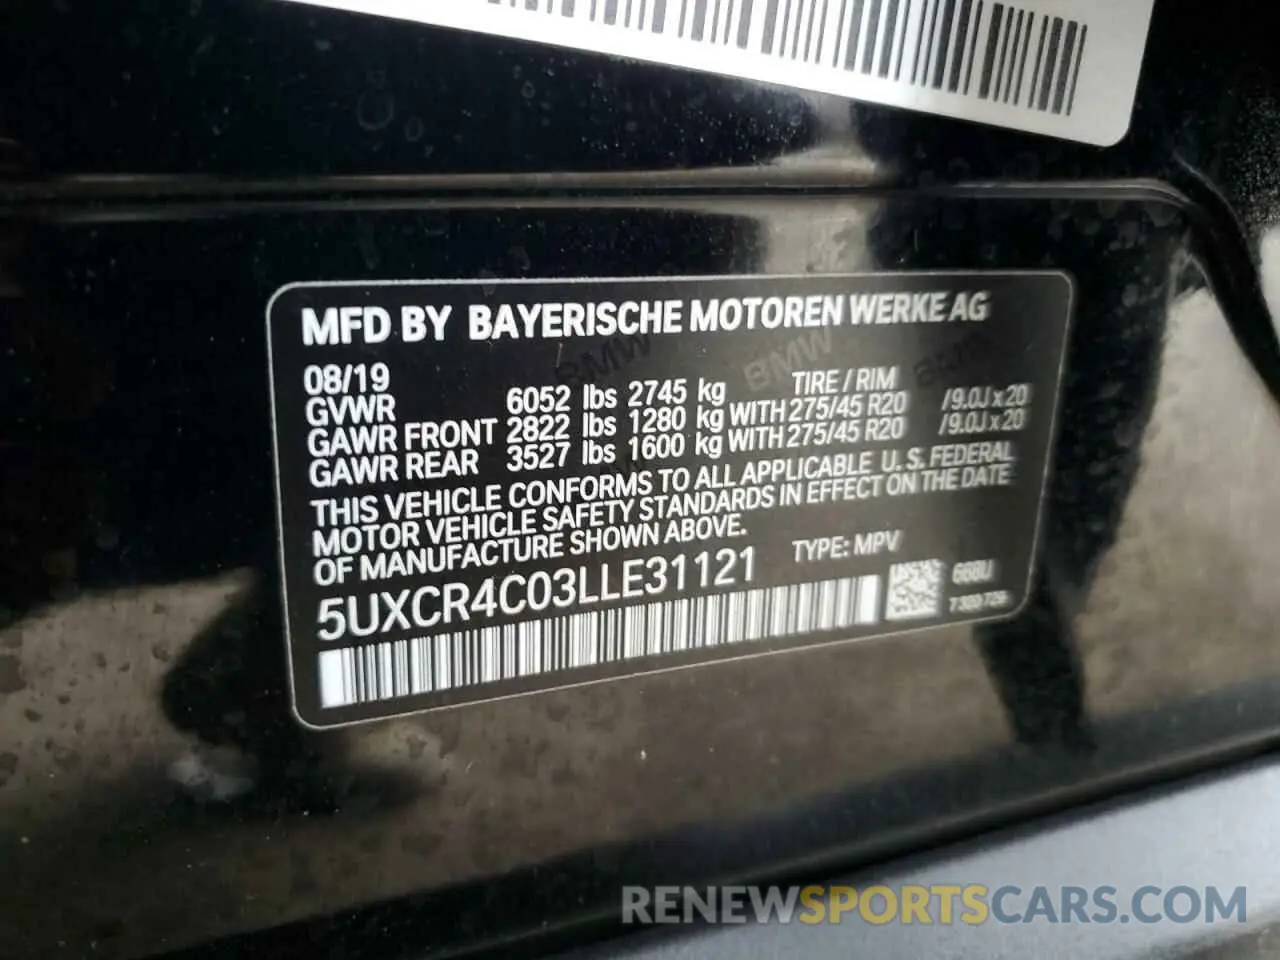 MFD BY BAYERISCHE MOTOREN WERKE AG
08/19 TIRE / RIM
GVWR 6052 lbs 2745 kg
GAWR FRONT 2822 lbs 1280 kg WITH 275/45 R20 /9.0J x 20
GAWR REAR 3527 lbs 1600 kg WITH 275/45 R20 /9.0J x 20
THIS VEHICLE CONFORMS TO ALL APPLICABLE U. S. FEDERAL
MOTOR VEHICLE SAFETY STANDARDS IN EFFECT ON THE DATE
OF MANUFACTURE SHOWN ABOVE.
5UXCR4C03LLE31121 TYPE: MPV
668U
RENEWSPORTSCARS.COM